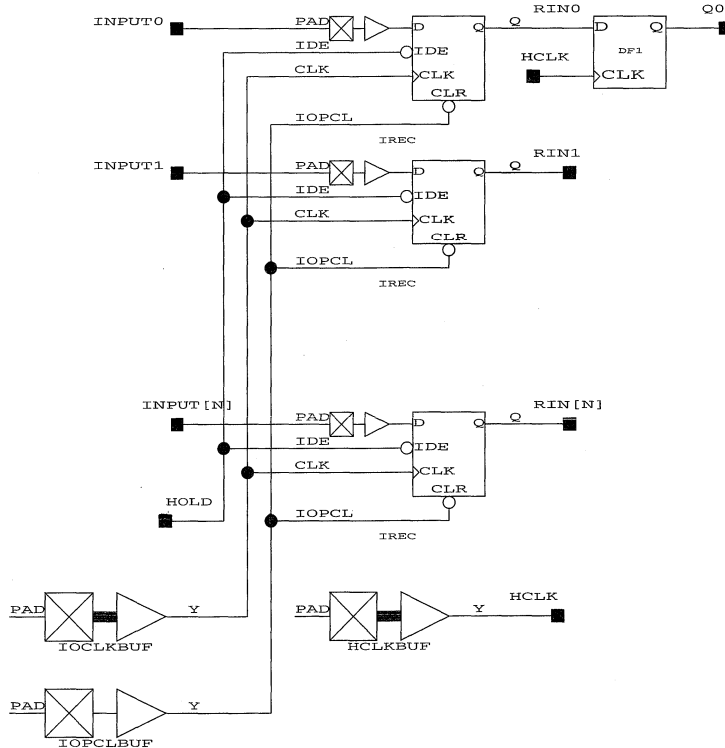 RIN0 Q0
INPUT0 PAD D Q Q D Q
IDE IDE HCLK DF1
CLK CLK CLK
CLR
IOPCL
IREC
INPUT1 PAD D Q Q RIN1
IDE IDE
CLK CLK
CLR
IOPCL
IREC
INPUT[N] PAD D Q Q RIN[N]
IDE IDE
CLK CLK
CLR
HOLD IOPCL
IREC
PAD Y PAD Y HCLK
IOCLKBUF HCLKBUF
PAD Y
IOPCLBUF